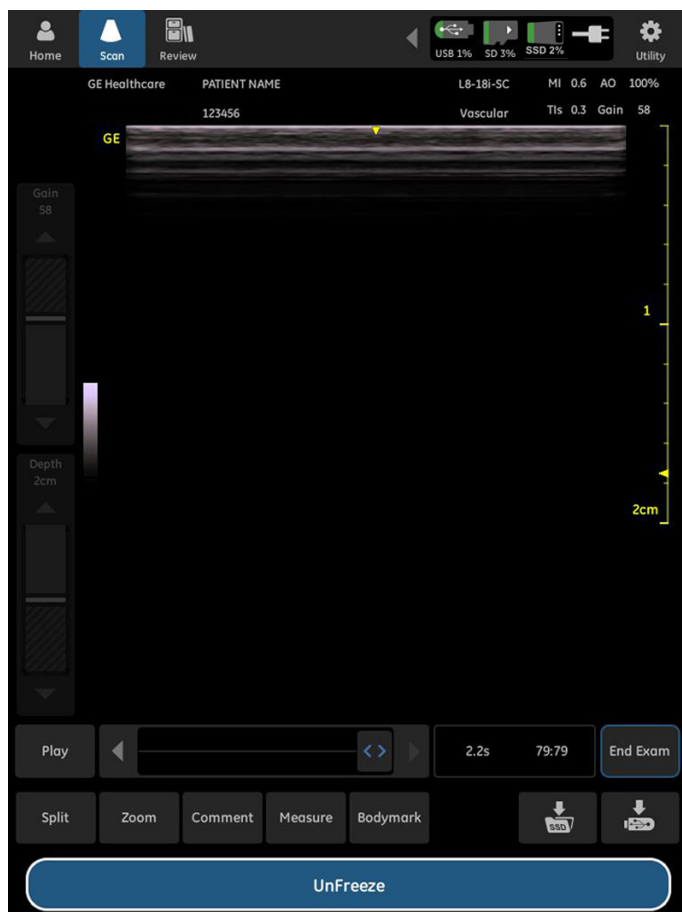 USB 1% SD 3% SSD 2%
Home Scan Review Utility
GE Healthcare PATIENT NAME L8-18i-SC MI 0.6 AO 100%
123456 Vascular TIs 0.3 Gain 58
GE
Gain
58
1
Depth
2cm
2cm
Play 2.2s 79:79 End Exam
Split Zoom Comment Measure Bodymark SSD
UnFreeze